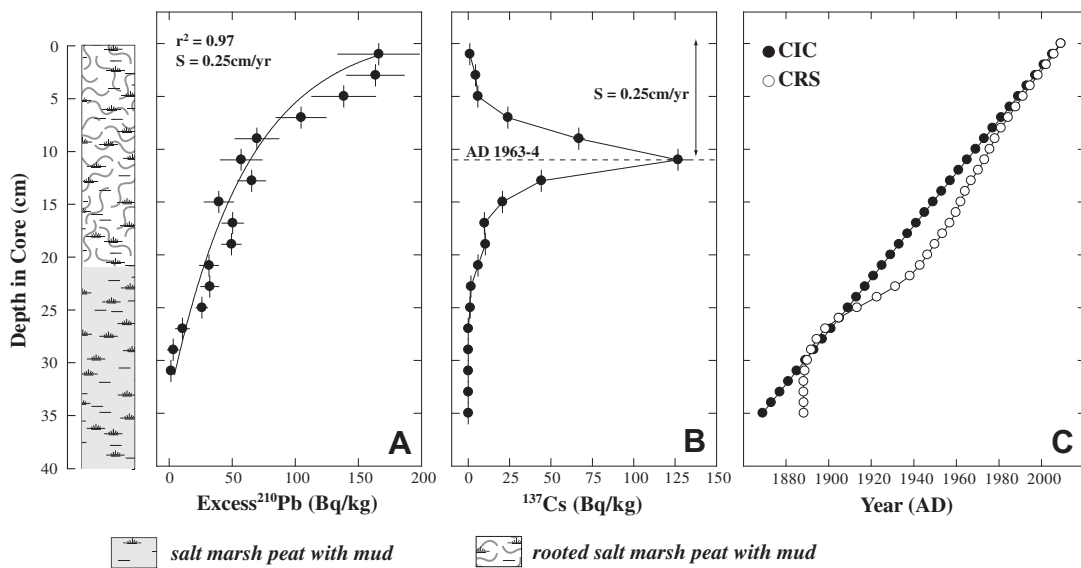 Depth in Core (cm)
0
5
10
15
20
25
30
35
40
r² = 0.97
S = 0.25cm/yr
A
0 50 100 150 200
Excess²¹⁰Pb (Bq/kg)
S = 0.25cm/yr
AD 1963-4
B
0 25 50 75 100 125 150
¹³⁷Cs (Bq/kg)
CIC
CRS
C
1880 1900 1920 1940 1960 1980 2000
Year (AD)
salt marsh peat with mud
rooted salt marsh peat with mud